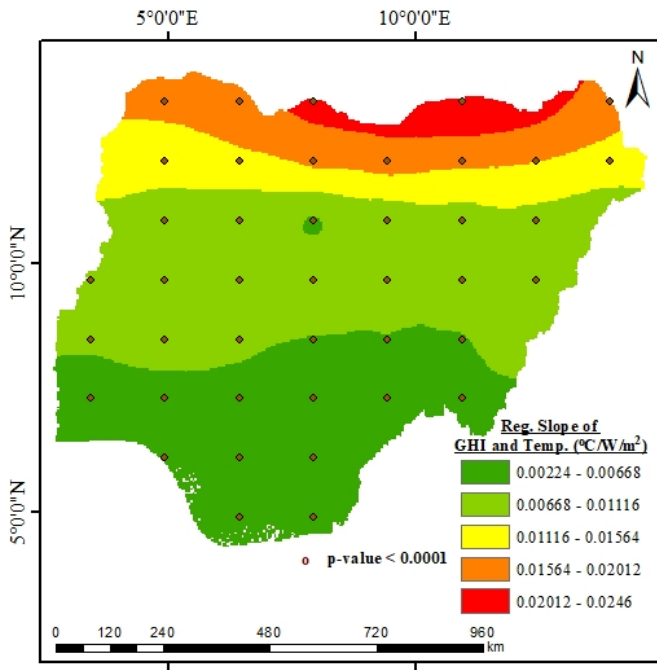 5°0'0"E 10°0'0"E
N
10°0'0"N
5°0'0"N
Reg. Slope of
GHI and Temp. (°C/W/m²)
0.00224 - 0.00668
0.00668 - 0.01116
0.01116 - 0.01564
0.01564 - 0.02012
0.02012 - 0.0246
p-value < 0.0001
0 120 240 480 720 960
km